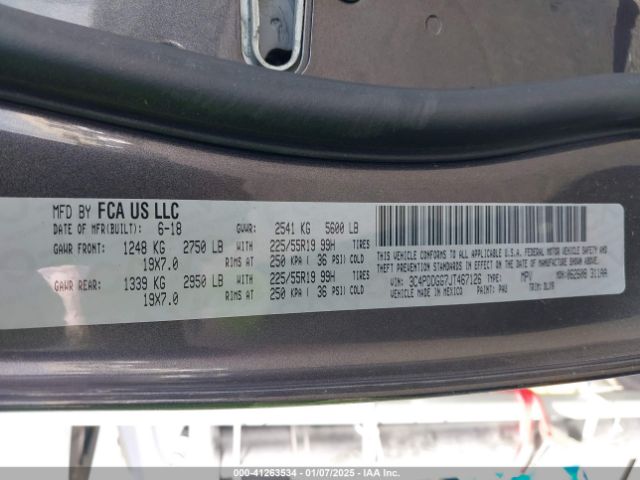 MFD BY FCA US LLC
DATE OF MFR(BUILT): 6-18 GVWR: 2541 KG 5600 LB
GAWR FRONT: 1248 KG 2750 LB WITH 225/55R19 99H TIRES
19X7.0 RIMS AT 250 KPA ( 36 PSI) COLD
GAWR REAR: 1339 KG 2950 LB WITH 225/55R19 99H TIRES
19X7.0 RIMS AT 250 KPA ( 36 PSI) COLD
THIS VEHICLE CONFORMS TO ALL APPLICABLE U.S.A. FEDERAL MOTOR VEHICLE SAFETY AND
THEFT PREVENTION STANDARDS IN EFFECT ON THE DATE OF MANUFACTURE SHOWN ABOVE.
VIN: 3C4PDDGG7JT467126 TYPE: MPV MDH: 062508 311AA
VEHICLE MADE IN MEXICO PAINT: PAU TRIM:
000-41263534 | 01/07/2025 - IAA Inc.